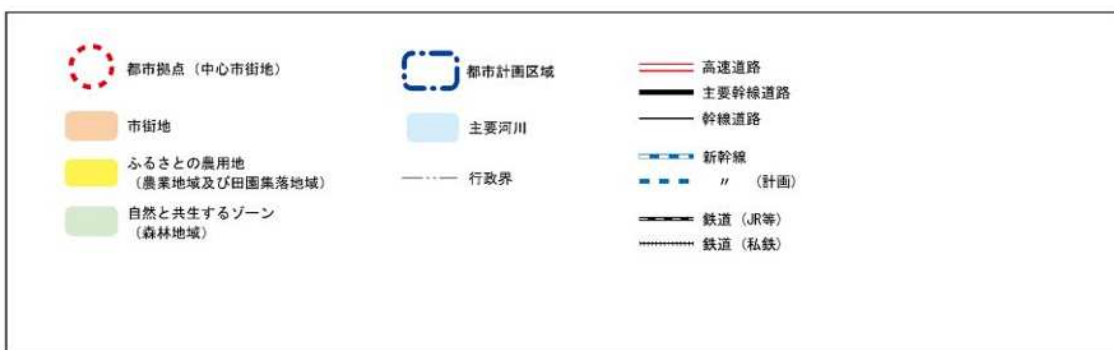 都市拠点（中心市街地）
市街地
ふるさとの農用地
（農業地域及び田園集落地域）
自然と共生するゾーン
（森林地域）
都市計画区域
主要河川
行政界
高速道路
主要幹線道路
幹線道路
新幹線
〃 （計画）
鉄道（JR等）
鉄道（私鉄）